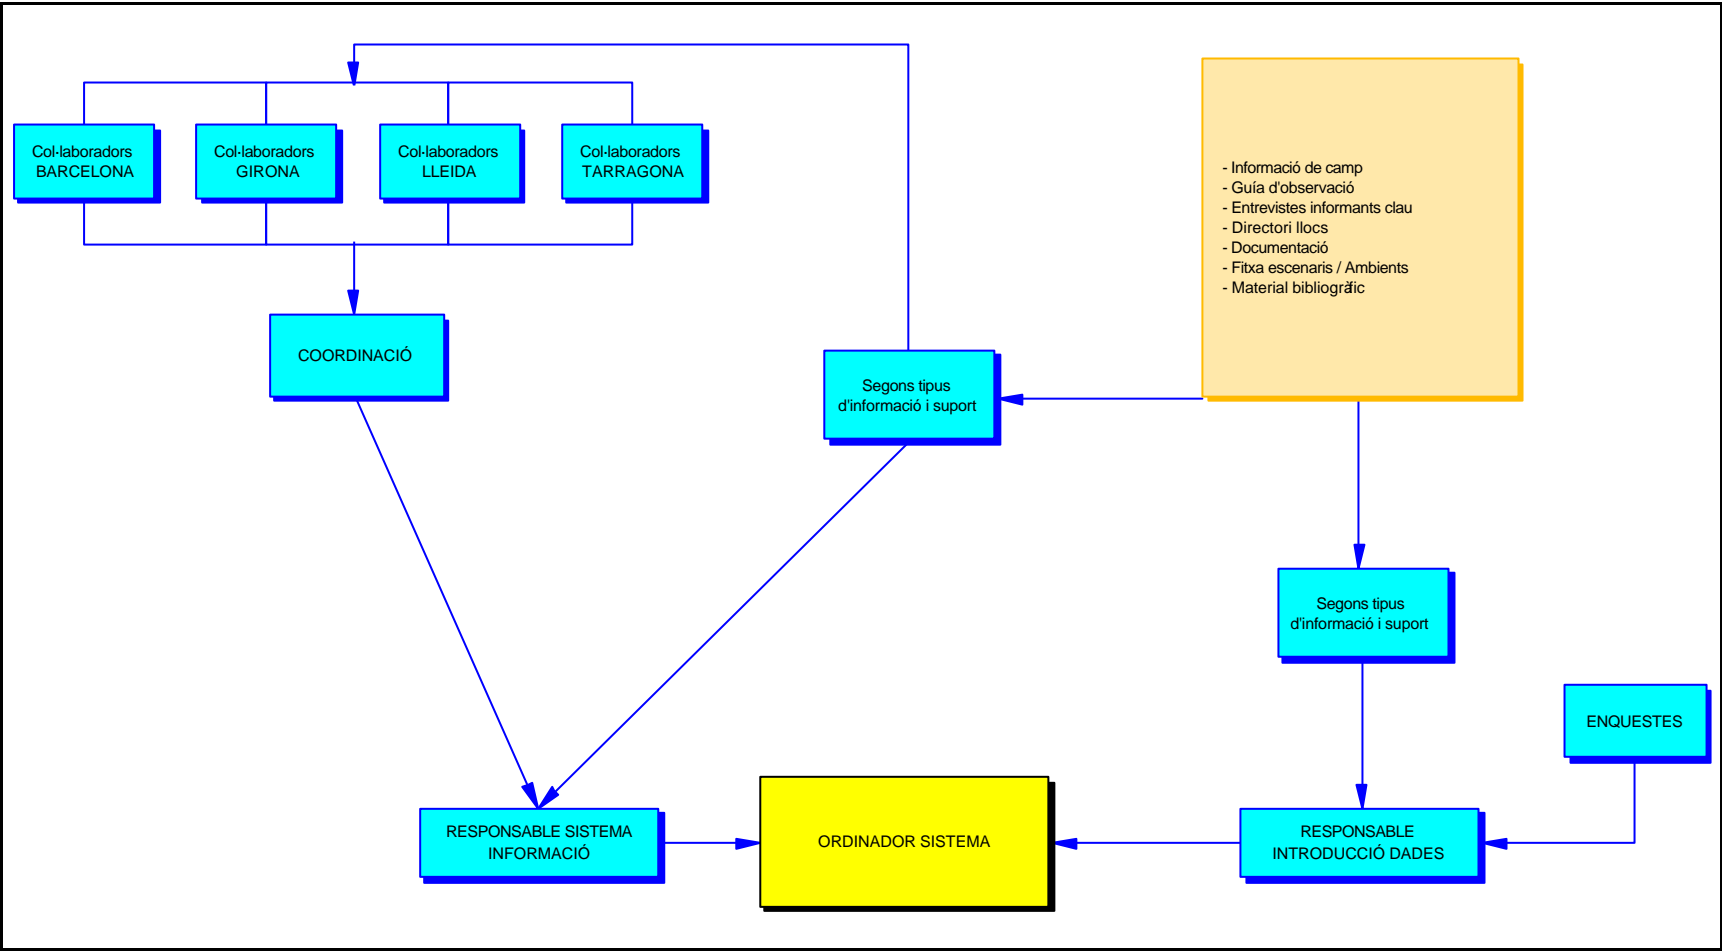 Col·laboradors
BARCELONA
Col·laboradors
GIRONA
Col·laboradors
LLEIDA
Col·laboradors
TARRAGONA
- Informació de camp
- Guía d'observació
- Entrevistes informants clau
- Directori llocs
- Documentació
- Fitxa escenaris / Ambients
- Material bibliogràfic
COORDINACIÓ
Segons tipus
d'informació i suport
Segons tipus
d'informació i suport
ENQUESTES
RESPONSABLE SISTEMA
INFORMACIÓ
ORDINADOR SISTEMA
RESPONSABLE
INTRODUCCIÓ DADES